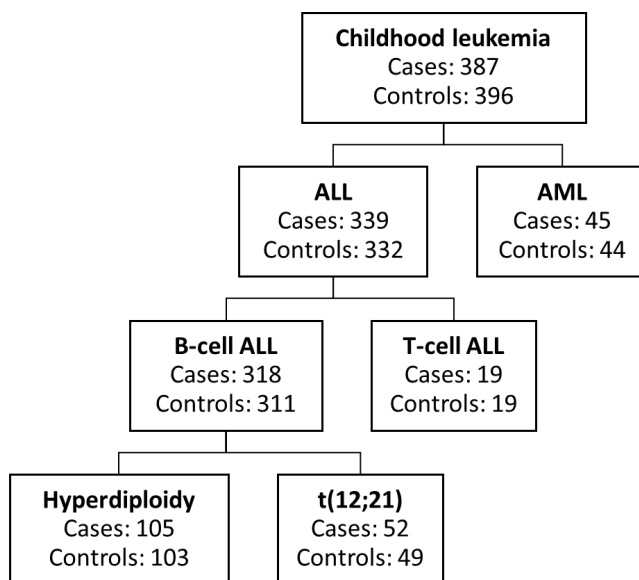 Childhood leukemia
Cases: 387
Controls: 396
ALL
Cases: 339
Controls: 332
AML
Cases: 45
Controls: 44
B-cell ALL
Cases: 318
Controls: 311
T-cell ALL
Cases: 19
Controls: 19
Hyperdiploidy
Cases: 105
Controls: 103
t(12;21)
Cases: 52
Controls: 49